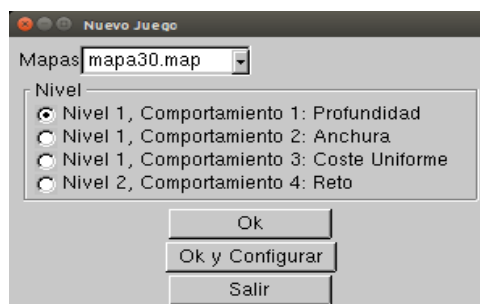 Nuevo Juego
Mapas mapa30.map
Nivel
Nivel 1, Comportamiento 1: Profundidad
Nivel 1, Comportamiento 2: Anchura
Nivel 1, Comportamiento 3: Coste Uniforme
Nivel 2, Comportamiento 4: Reto
Ok
Ok y Configurar
Salir